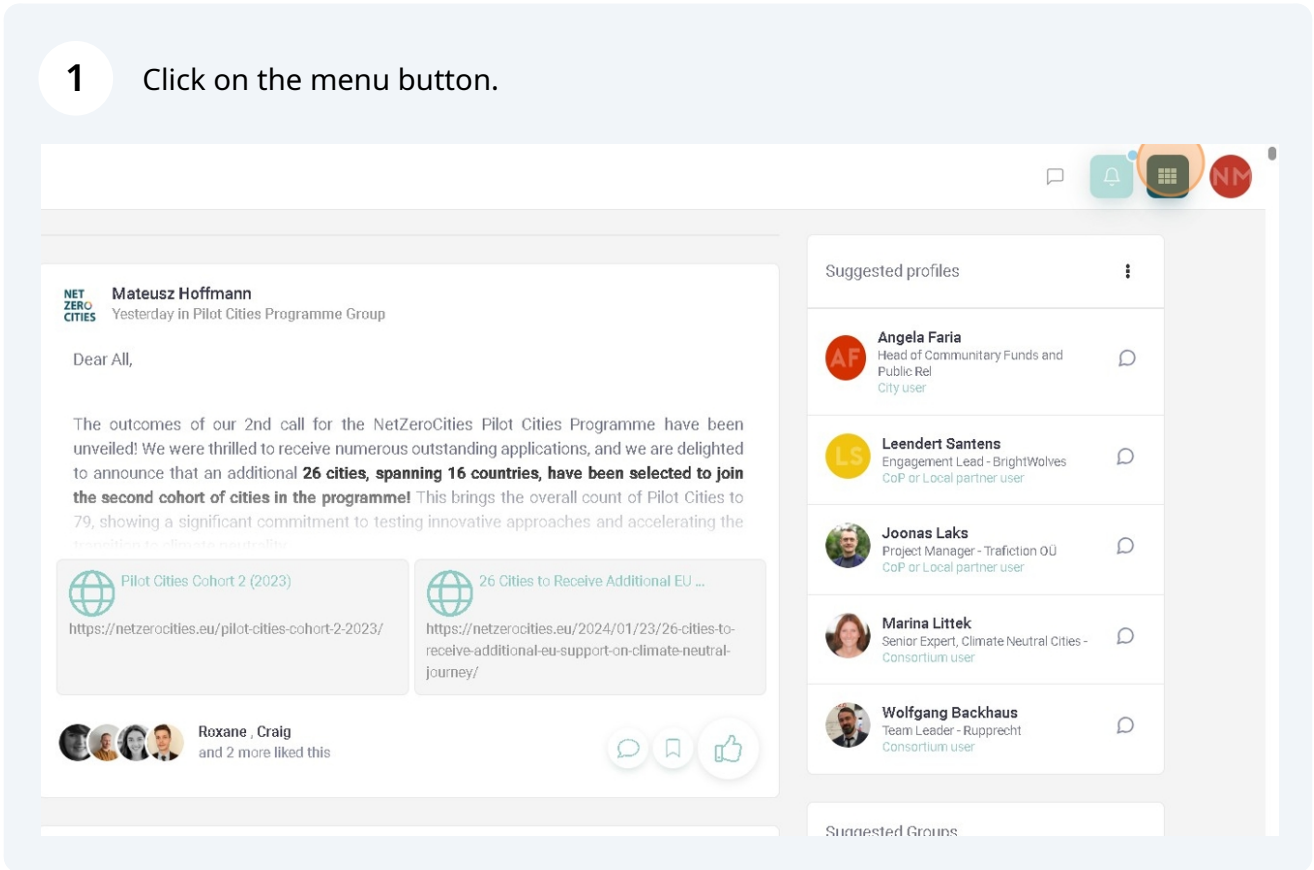 1 Click on the menu button.
NM
NET
ZERO
CITIES
Mateusz Hoffmann
Yesterday in Pilot Cities Programme Group
Dear All,
The outcomes of our 2nd call for the NetZeroCities Pilot Cities Programme have been
unveiled! We were thrilled to receive numerous outstanding applications, and we are delighted
to announce that an additional 26 cities, spanning 16 countries, have been selected to join
the second cohort of cities in the programme! This brings the overall count of Pilot Cities to
79, showing a significant commitment to testing innovative approaches and accelerating the
transition to climate neutrality.
Pilot Cities Cohort 2 (2023)
https://netzerocities.eu/pilot-cities-cohort-2-2023/
26 Cities to Receive Additional EU ...
https://netzerocities.eu/2024/01/23/26-cities-to-
receive-additional-eu-support-on-climate-neutral-
journey/
Roxane , Craig
and 2 more liked this
Suggested profiles
AF
Angela Faria
Head of Communitary Funds and
Public Rel
City user
LS
Leendert Santens
Engagement Lead - BrightWolves
CoP or Local partner user
Joonas Laks
Project Manager - Trafiction OÜ
CoP or Local partner user
Marina Littek
Senior Expert, Climate Neutral Cities -
Consortium user
Wolfgang Backhaus
Team Leader - Rupprecht
Consortium user
Suggested Groups